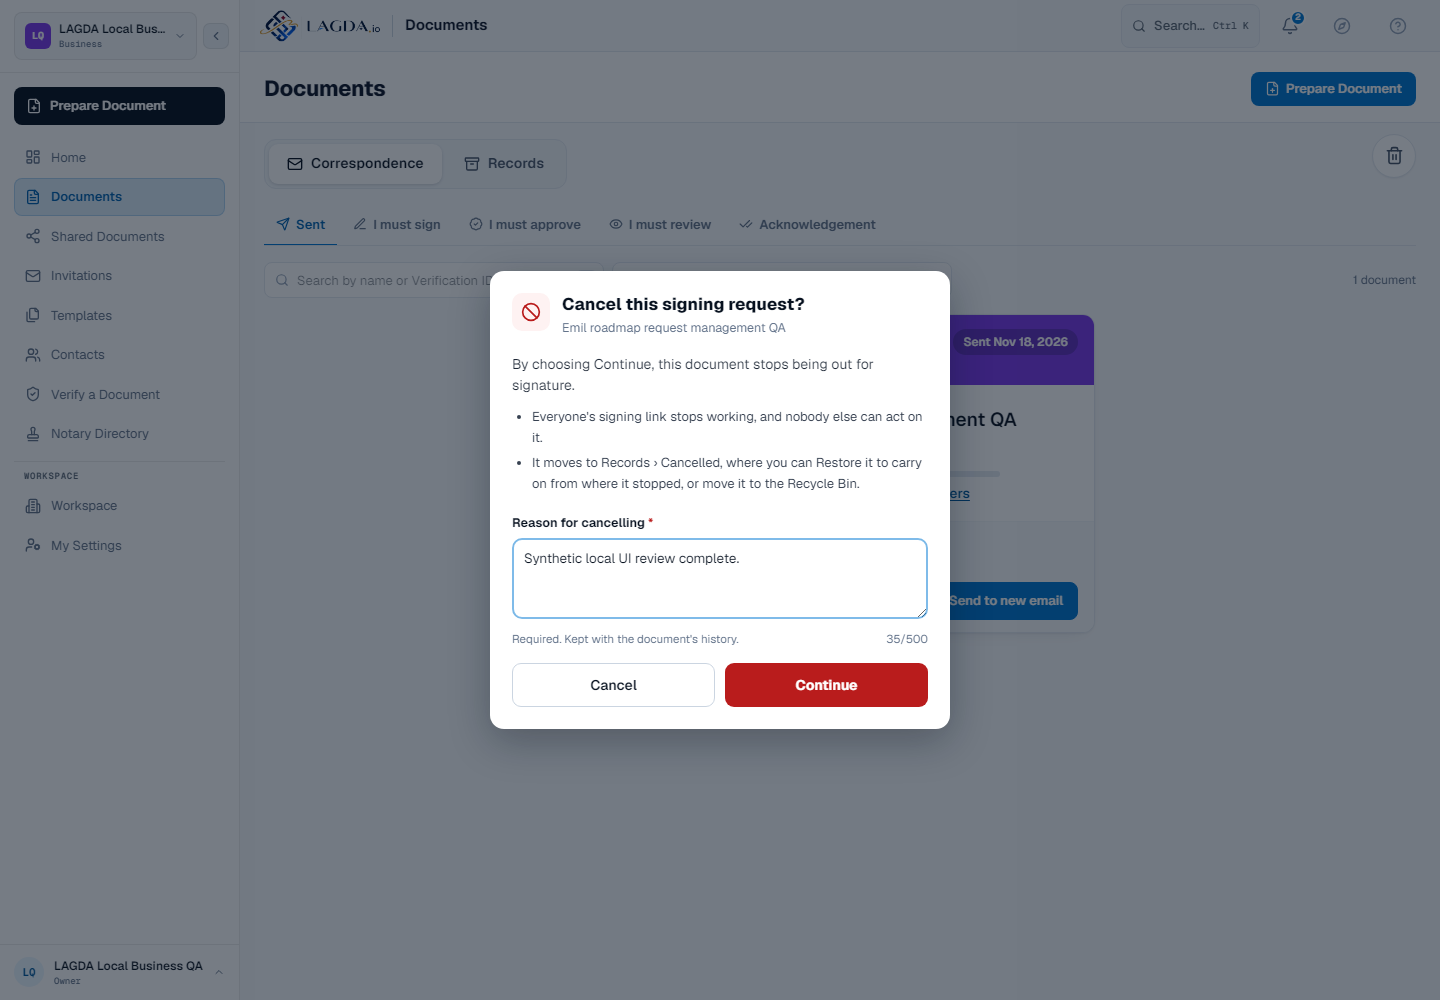 LQ
LAGDA Local Bus...
Business
LAGDA.io
Documents
Search...
Ctrl K
2
Prepare Document
Home
Documents
Shared Documents
Invitations
Templates
Contacts
Verify a Document
Notary Directory
WORKSPACE
Workspace
My Settings
LQ
LAGDA Local Business QA
Owner
Documents
Prepare Document
Correspondence
Records
Sent
I must sign
I must approve
I must review
Acknowledgement
Search by name or Verification ID
1 document
Sent Nov 18, 2026
QA
Send to new email
Cancel this signing request?
Emil roadmap request management QA
By choosing Continue, this document stops being out for
signature.
• Everyone's signing link stops working, and nobody else can act on
it.
• It moves to Records › Cancelled, where you can Restore it to carry
on from where it stopped, or move it to the Recycle Bin.
Reason for cancelling *
Synthetic local UI review complete.
Required. Kept with the document's history.
35/500
Cancel
Continue